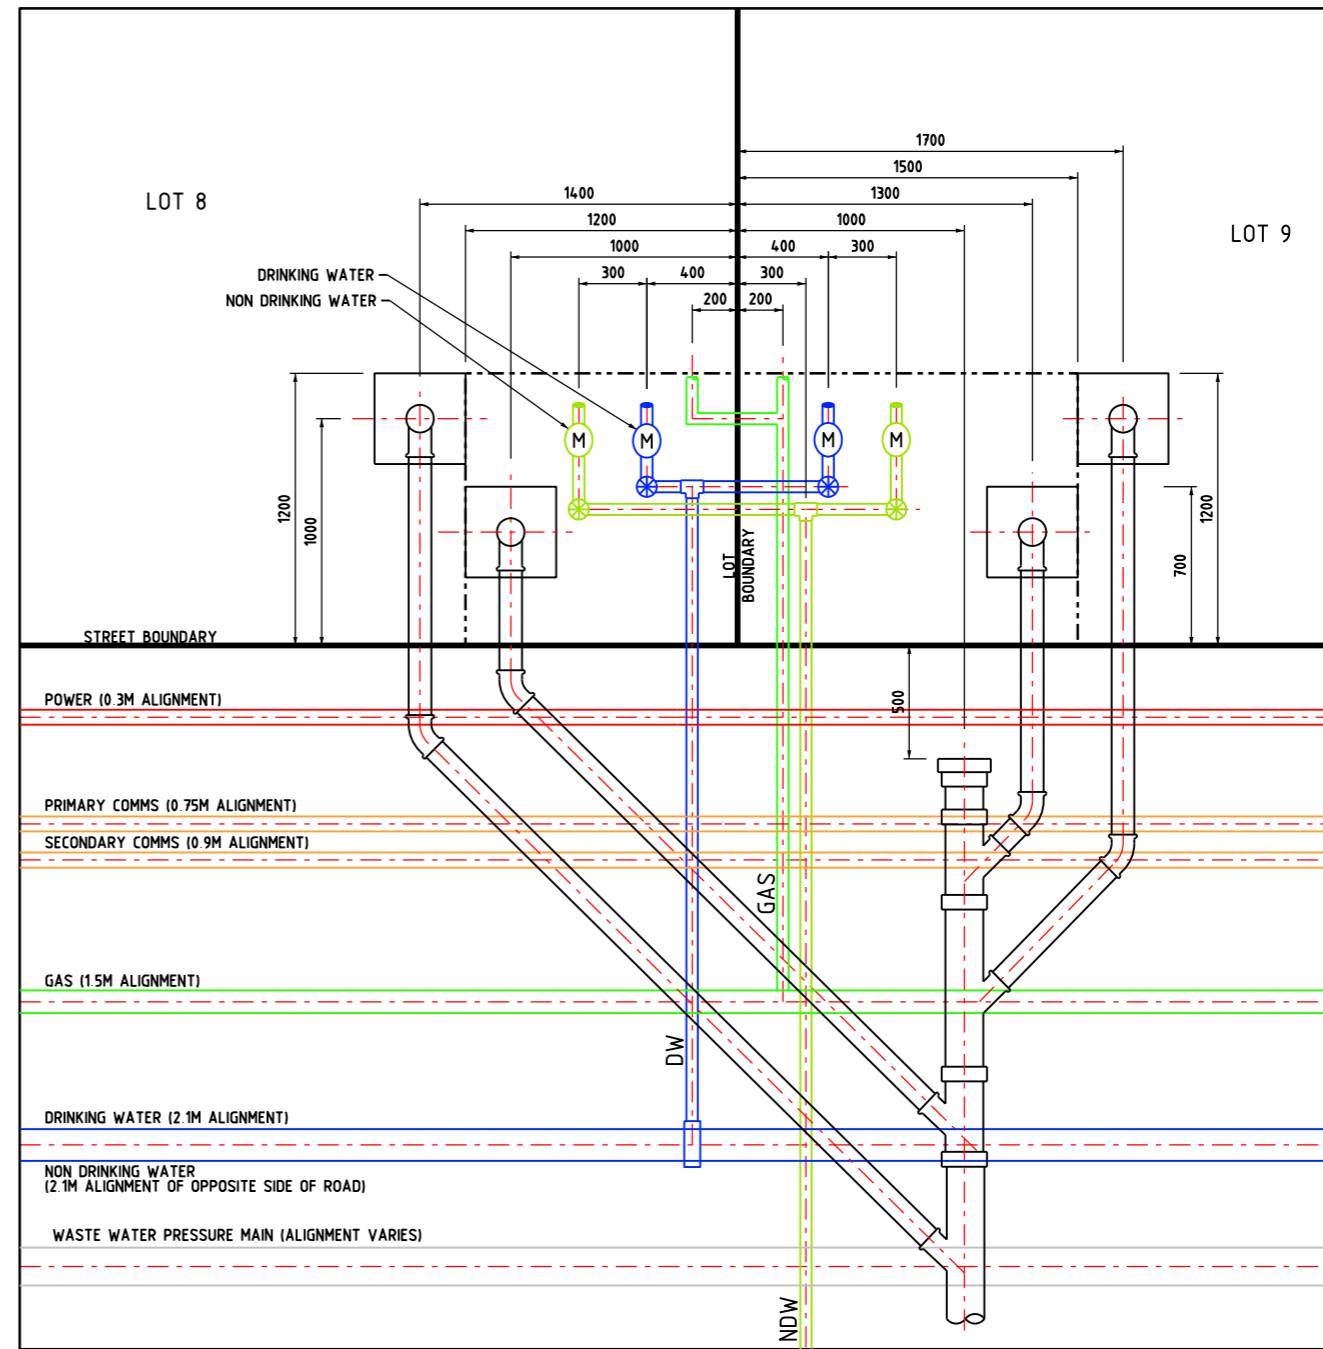 1700
1500
1400
1300
LOT 8
1200
1000
LOT 9
1000
400
300
DRINKING WATER
300
400
300
NON DRINKING WATER
200
200
M
M
M
M
1200
1000
1200
700
LOT
BOUNDARY
STREET BOUNDARY
POWER (0.3M ALIGNMENT)
500
PRIMARY COMMS (0.75M ALIGNMENT)
SECONDARY COMMS (0.9M ALIGNMENT)
GAS
GAS (1.5M ALIGNMENT)
DW
DRINKING WATER (2.1M ALIGNMENT)
NON DRINKING WATER
(2.1M ALIGNMENT OF OPPOSITE SIDE OF ROAD)
WASTE WATER PRESSURE MAIN (ALIGNMENT VARIES)
NDW